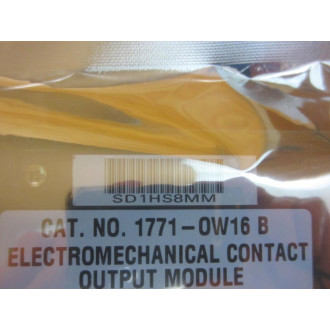 SD1HS8MM
CAT. NO. 1771-OW16 B
ELECTROMECHANICAL CONTACT
OUTPUT MODULE